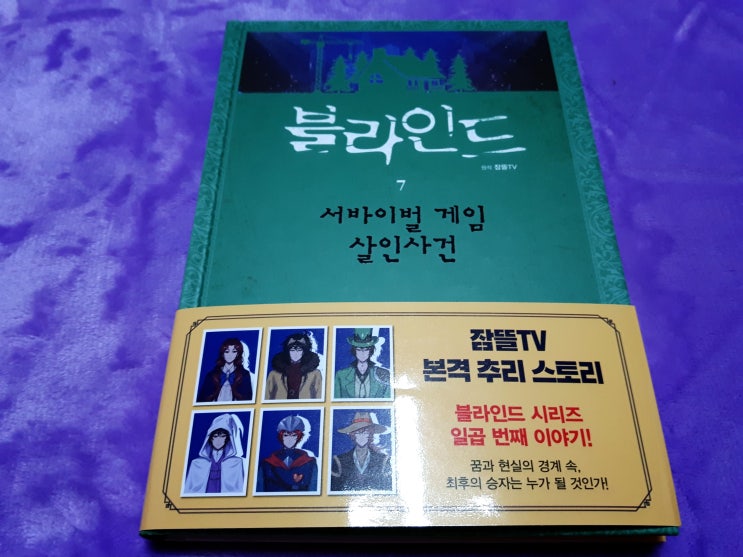 블라인드
원작 잠뜰TV
7
서바이벌 게임
살인사건
잠뜰TV
본격 추리 스토리
블라인드 시리즈
일곱 번째 이야기!
꿈과 현실의 경계 속,
최후의 승자는 누가 될 것인가!